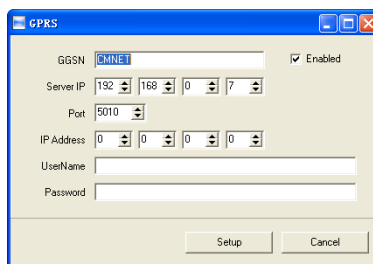 GPRS
GGSN CMNET Enabled
Server IP 192 168 0 7
Port 5010
IP Address 0 0 0 0
UserName
Password
Setup Cancel